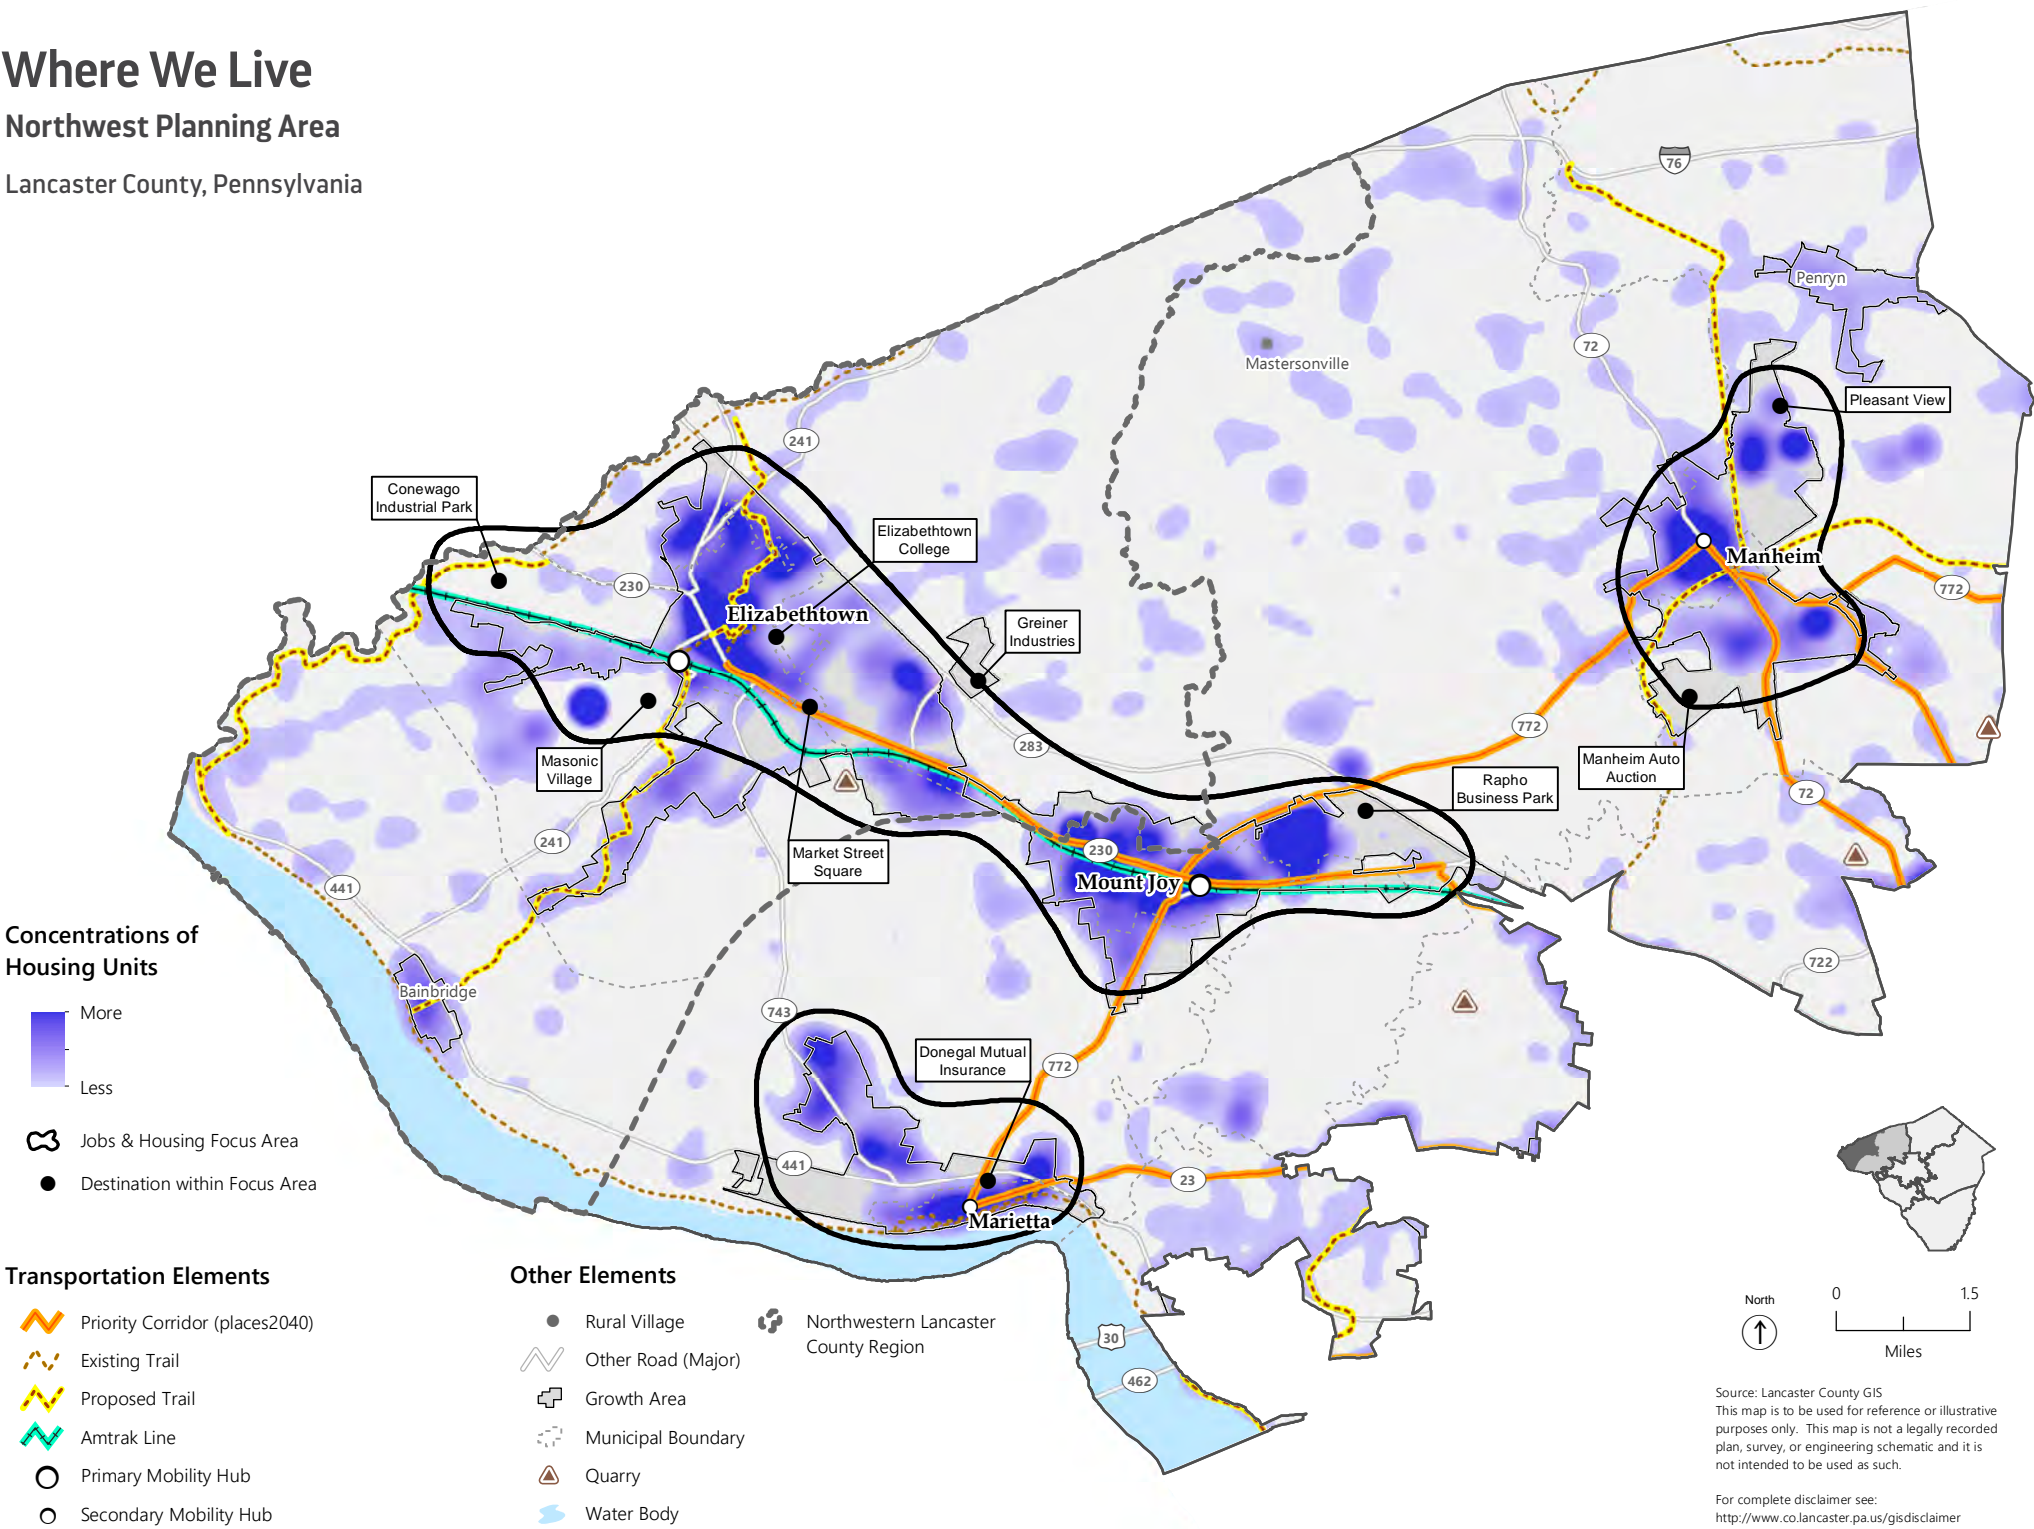 Where We Live
Northwest Planning Area
Lancaster County, Pennsylvania
76
Penryn
72
Mastersonville
Pleasant View
241
Conewago
Industrial Park
Elizabethtown
College
230
Manheim
772
Elizabethtown
Greiner
Industries
772
283
Masonic
Village
Manheim Auto
Auction
Rapho
Business Park
72
241
Market Street
Square
230
Mount Joy
441
722
Bainbridge
743
Donegal Mutual
Insurance
772
441
23
Marietta
30
462
Concentrations of
Housing Units
More
Less
Jobs & Housing Focus Area
Destination within Focus Area
Transportation Elements
Priority Corridor (places2040)
Existing Trail
Proposed Trail
Amtrak Line
Primary Mobility Hub
Secondary Mobility Hub
Other Elements
Rural Village
Other Road (Major)
Growth Area
Municipal Boundary
Quarry
Water Body
Northwestern Lancaster
County Region
North
0
1.5
Miles
Source: Lancaster County GIS
This map is to be used for reference or illustrative
purposes only. This map is not a legally recorded
plan, survey, or engineering schematic and it is
not intended to be used as such.
For complete disclaimer see:
http://www.co.lancaster.pa.us/gisdisclaimer